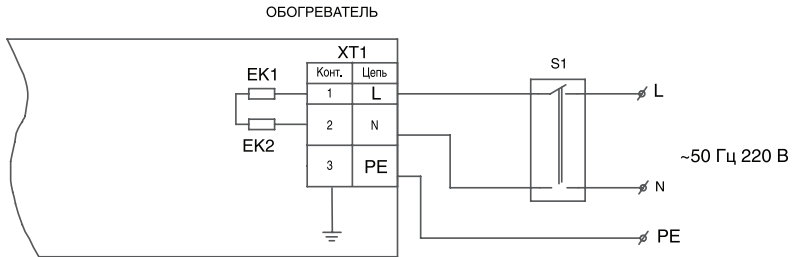 ОБОГРЕВАТЕЛЬ
XT1
Конт. Цепь
1 L
2 N
3 PE
EK1
EK2
S1
L
N
PE
~50 Гц 220 В